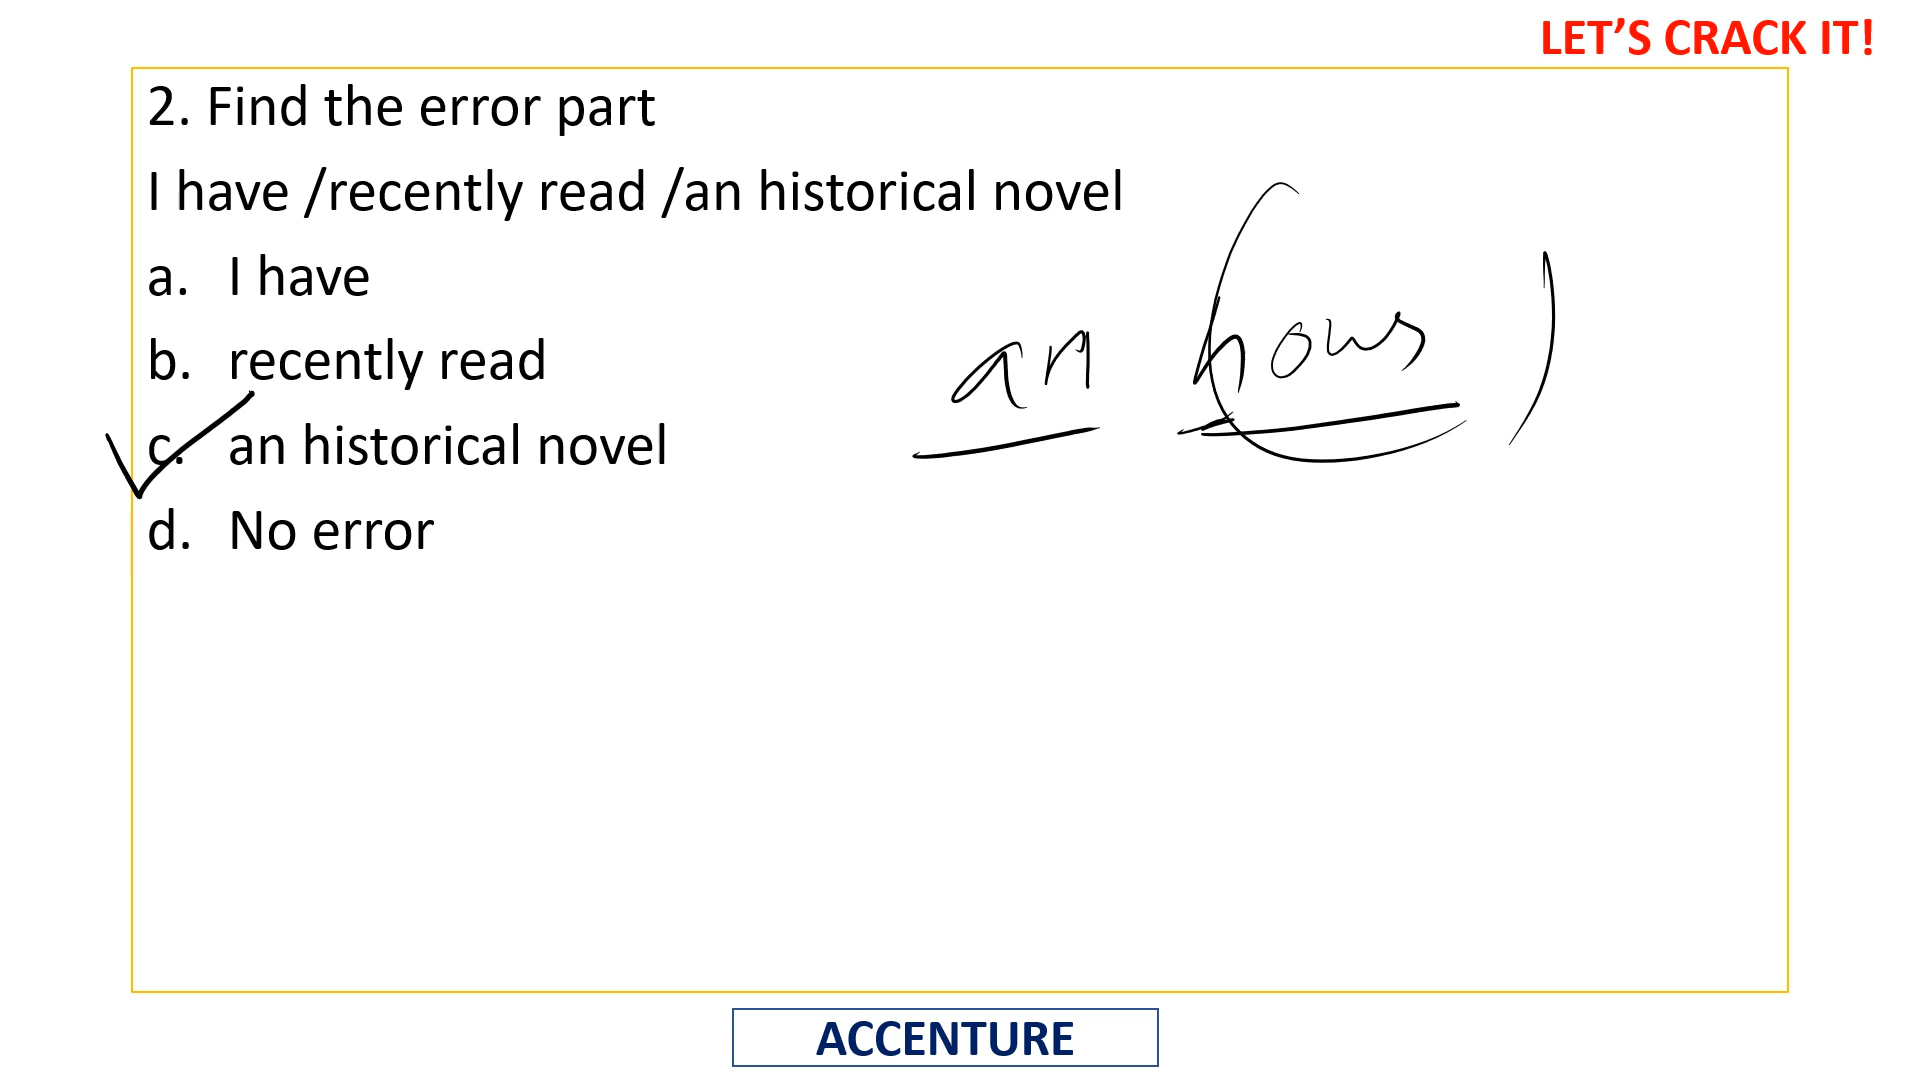 LET'S CRACK IT!
2. Find the error part
I have /recently read /an historical novel
a. I have
b. recently read
c. an historical novel
d. No error
an hour
ACCENTURE